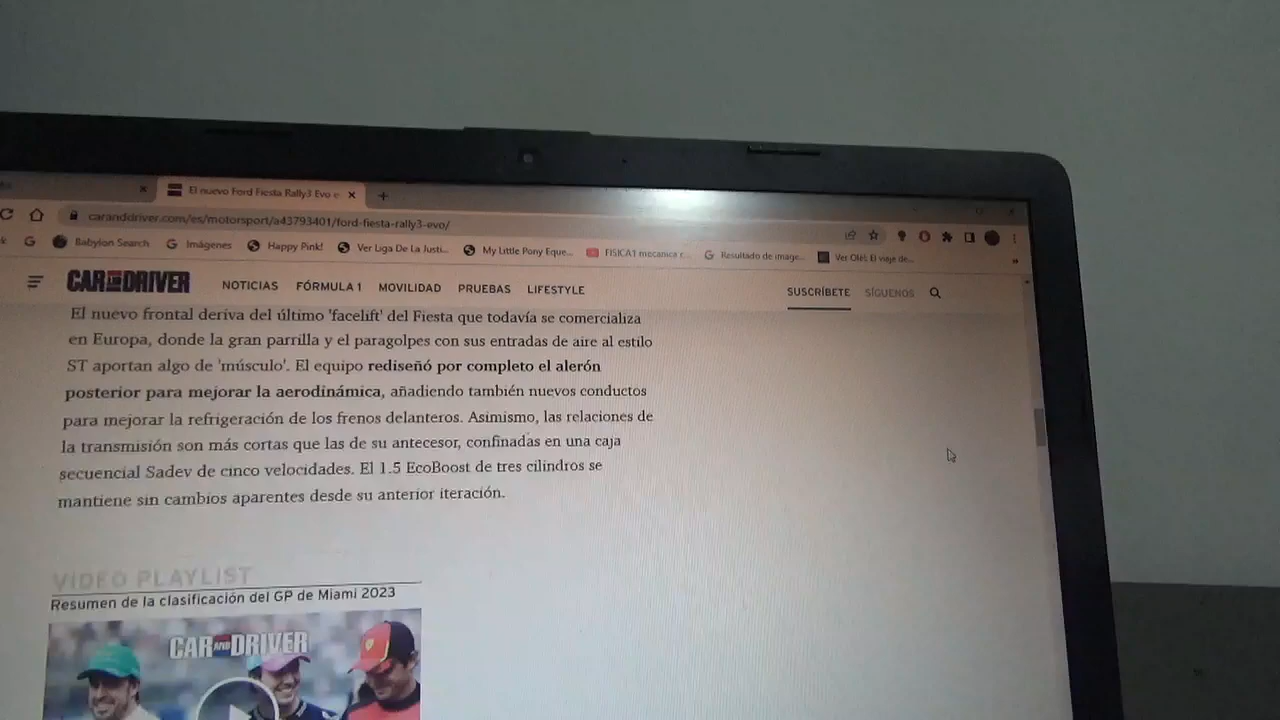 El nuevo Ford Fiesta Rally3 Evo e
caranddriver.com/es/motorsport/a43793401/ford-fiesta-rally3-evo/
Babylon Search
Imágenes
Happy Pink!
Ver Liga De La Justi...
My Little Pony Eque...
FISICA1 mecanica r...
Resultado de image...
Ver Olé!: El viaje de...
CAR AND DRIVER
NOTICIAS
FÓRMULA 1
MOVILIDAD
PRUEBAS
LIFESTYLE
SUSCRÍBETE
SÍGUENOS
El nuevo frontal deriva del último 'facelift' del Fiesta que todavía se comercializa
en Europa, donde la gran parrilla y el paragolpes con sus entradas de aire al estilo
ST aportan algo de 'músculo'. El equipo rediseñó por completo el alerón
posterior para mejorar la aerodinámica, añadiendo también nuevos conductos
para mejorar la refrigeración de los frenos delanteros. Asimismo, las relaciones de
la transmisión son más cortas que las de su antecesor, confinadas en una caja
secuencial Sadev de cinco velocidades. El 1.5 EcoBoost de tres cilindros se
mantiene sin cambios aparentes desde su anterior iteración.
VIDEO PLAYLIST
Resumen de la clasificación del GP de Miami 2023
CAR AND DRIVER